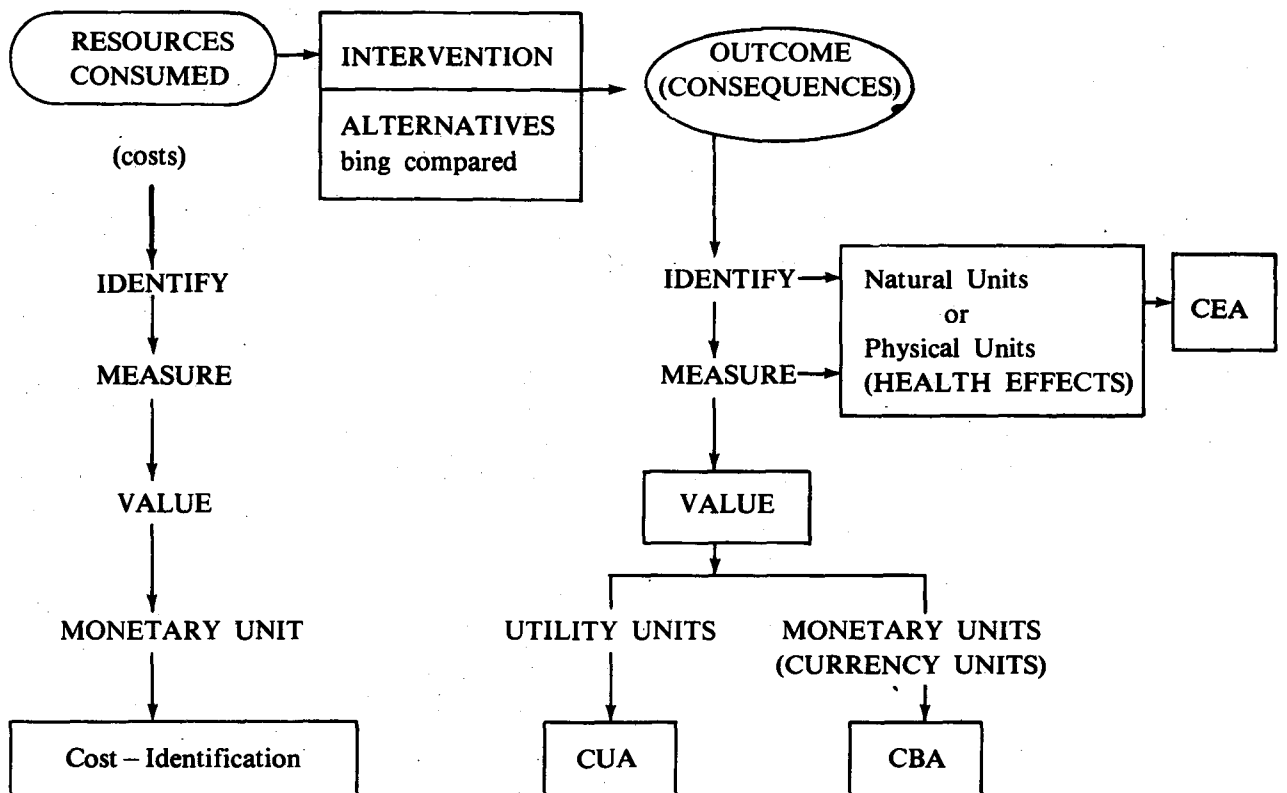 RESOURCES
CONSUMED
INTERVENTION
ALTERNATIVES
bing compared
OUTCOME
(CONSEQUENCES)
(costs)
IDENTIFY
MEASURE
VALUE
MONETARY UNIT
Cost – Identification
IDENTIFY
MEASURE
Natural Units
or
Physical Units
(HEALTH EFFECTS)
CEA
VALUE
UTILITY UNITS
MONETARY UNITS
(CURRENCY UNITS)
CUA
CBA